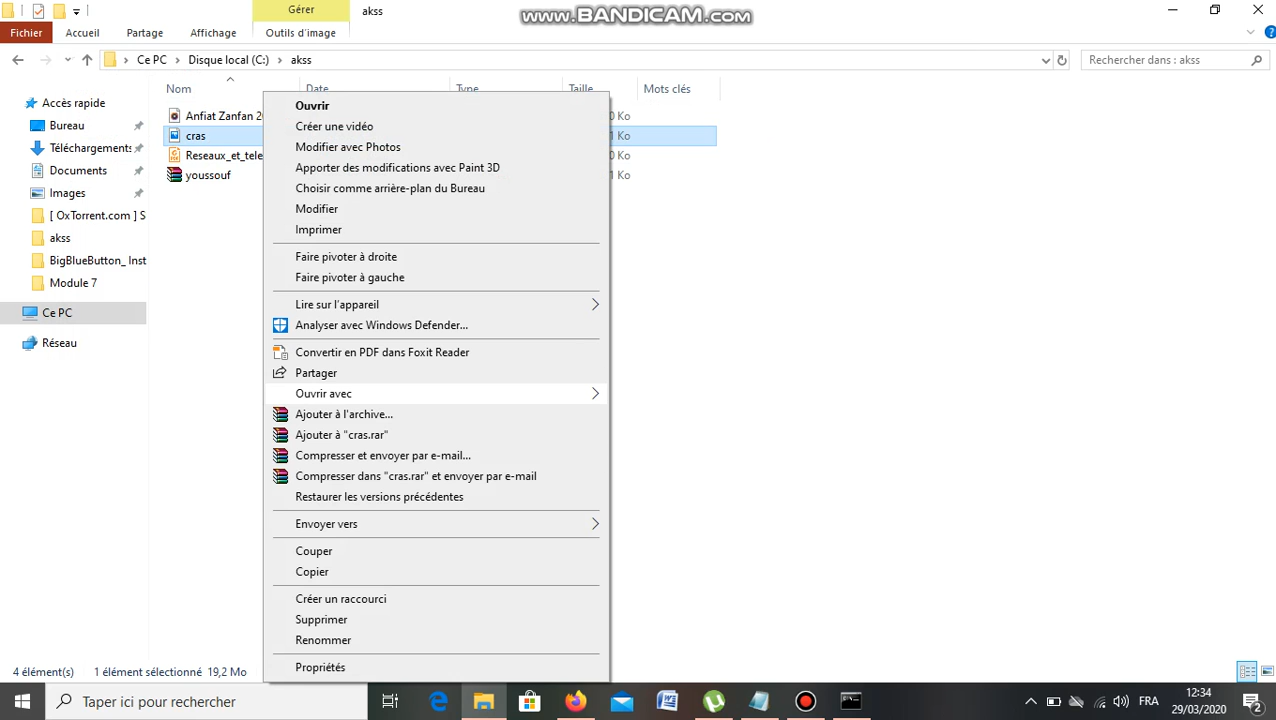 Gérer
akss
www.BANDICAM.com
Fichier
Accueil
Partage
Affichage
Outils d'image
Ce PC
Disque local (C:)
akss
Rechercher dans : akss
Nom
Date
Type
Taille
Mots clés
Accès rapide
Bureau
Téléchargements
Documents
Images
[ OxTorrent.com ] S
akss
BigBlueButton_ Inst
Module 7
Ce PC
Réseau
Anfiat Zanfan 2
0 Ko
cras
1 Ko
Reseaux_et_tele
0 Ko
youssouf
1 Ko
Ouvrir
Créer une vidéo
Modifier avec Photos
Apporter des modifications avec Paint 3D
Choisir comme arrière-plan du Bureau
Modifier
Imprimer
Faire pivoter à droite
Faire pivoter à gauche
Lire sur l'appareil
Analyser avec Windows Defender...
Convertir en PDF dans Foxit Reader
Partager
Ouvrir avec
Ajouter à l'archive...
Ajouter à "cras.rar"
Compresser et envoyer par e-mail...
Compresser dans "cras.rar" et envoyer par e-mail
Restaurer les versions précédentes
Envoyer vers
Couper
Copier
Créer un raccourci
Supprimer
Renommer
Propriétés
4 élément(s)
1 élément sélectionné 19,2 Mo
Taper ici pour rechercher
FRA
12:34
29/03/2020
2